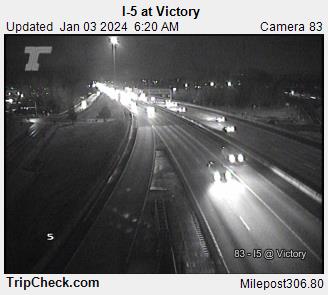 I-5 at Victory
Updated Jan 03 2024 6:20 AM Camera 83
T
S
83 - I5 @ Victory
TripCheck.com Milepost306.80